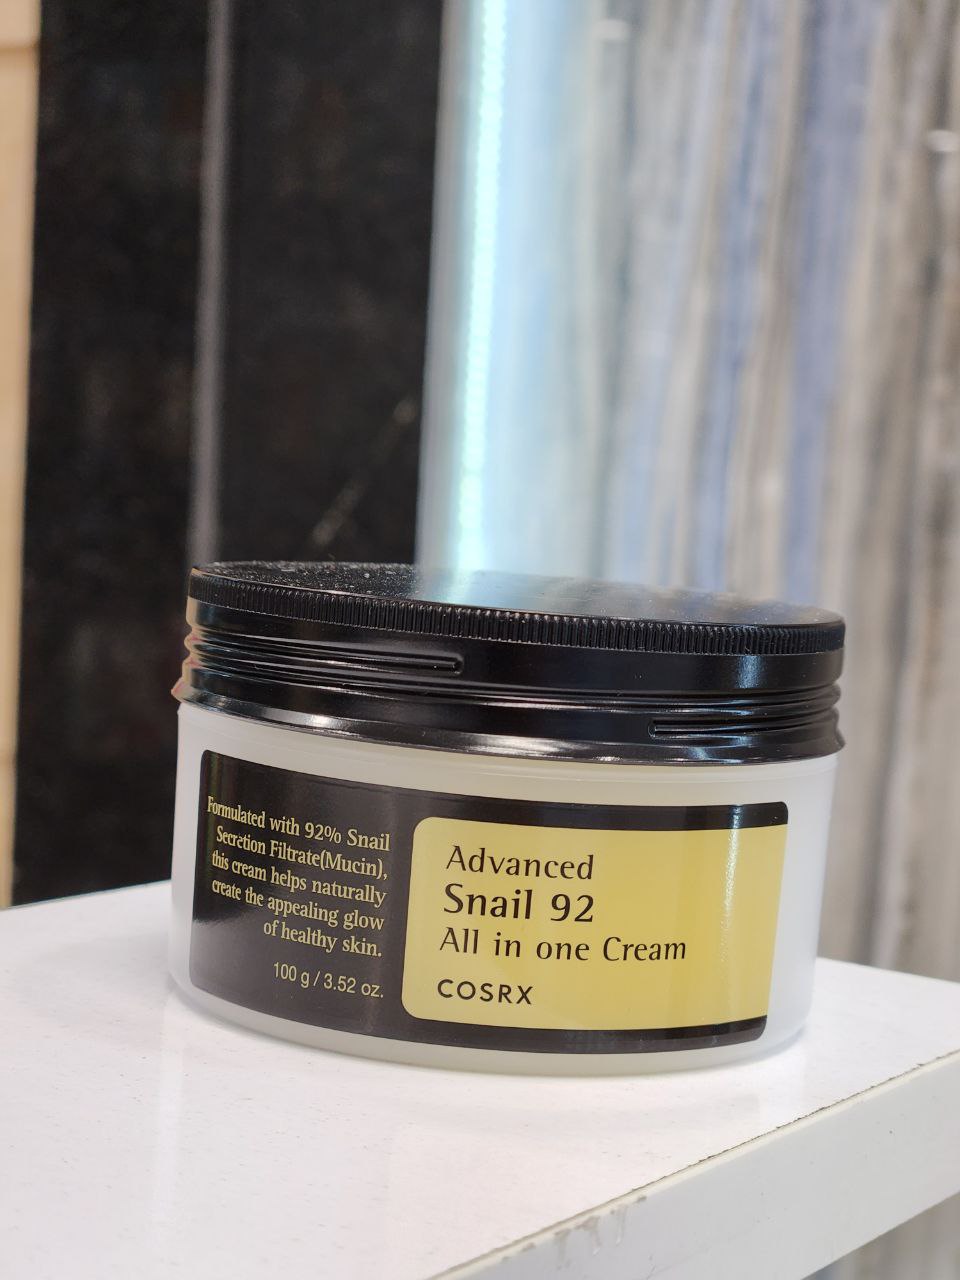 Formulated with 92% Snail
Secretion Filtrate(Mucin),
this cream helps naturally
create the appealing glow
of healthy skin.
100 g / 3.52 oz.
Advanced
Snail 92
All in one Cream
COSRX